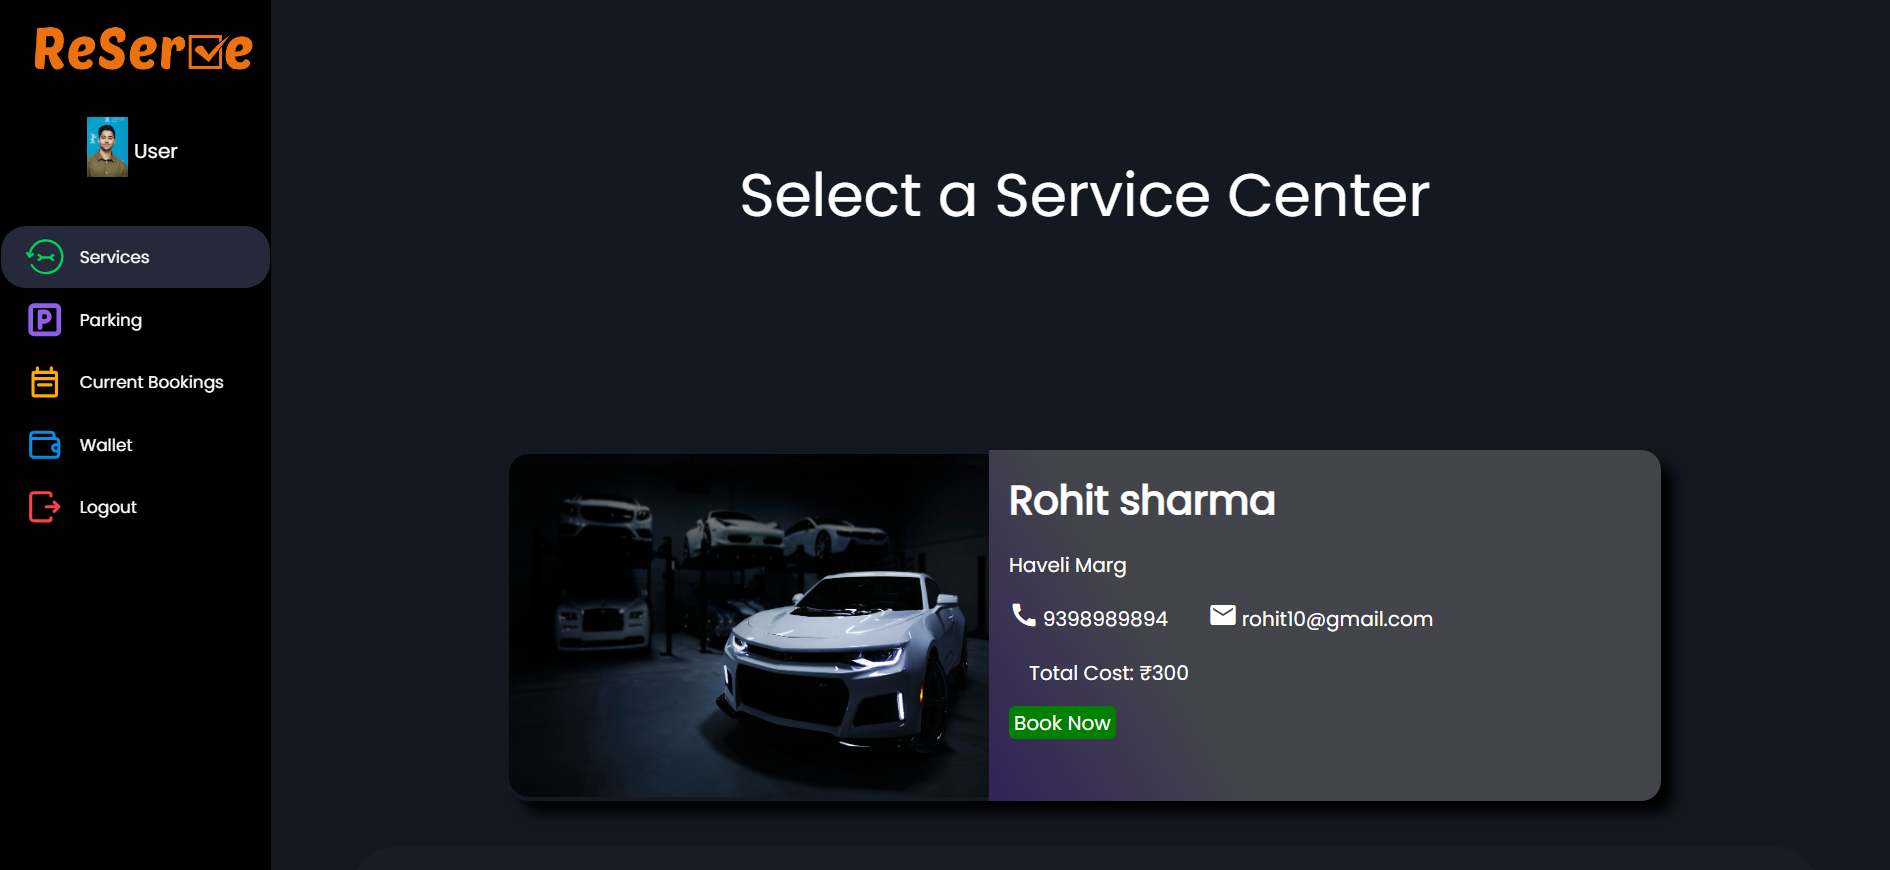 ReServe
User
Services
Parking
Current Bookings
Wallet
Logout
Select a Service Center
Rohit sharma
Haveli Marg
9398989894 rohit10@gmail.com
Total Cost: ₹300
Book Now